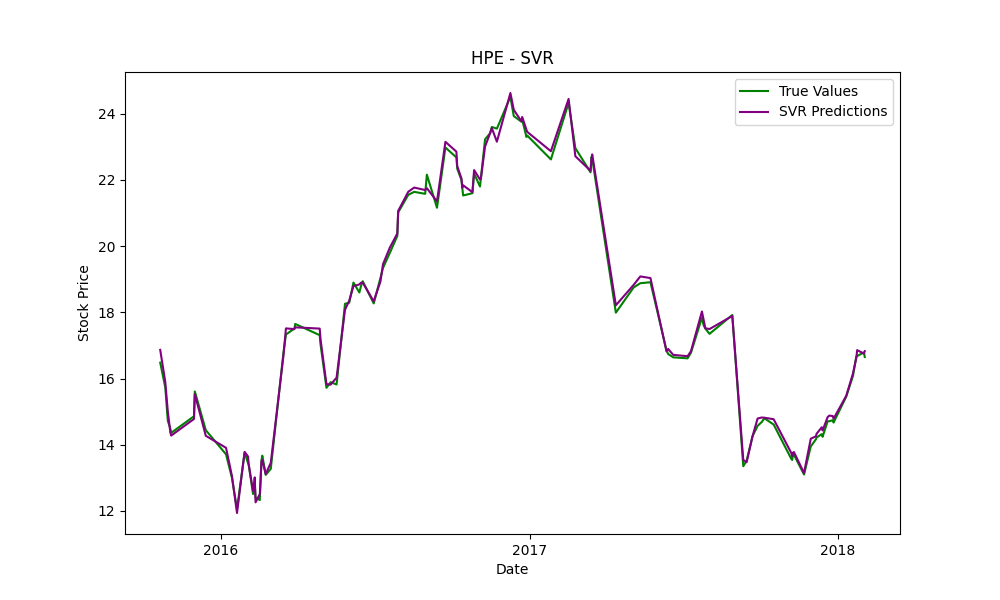 HPE - SVR
True Values
SVR Predictions
24
22
20
18
16
14
12
Stock Price
2016
2017
2018
Date